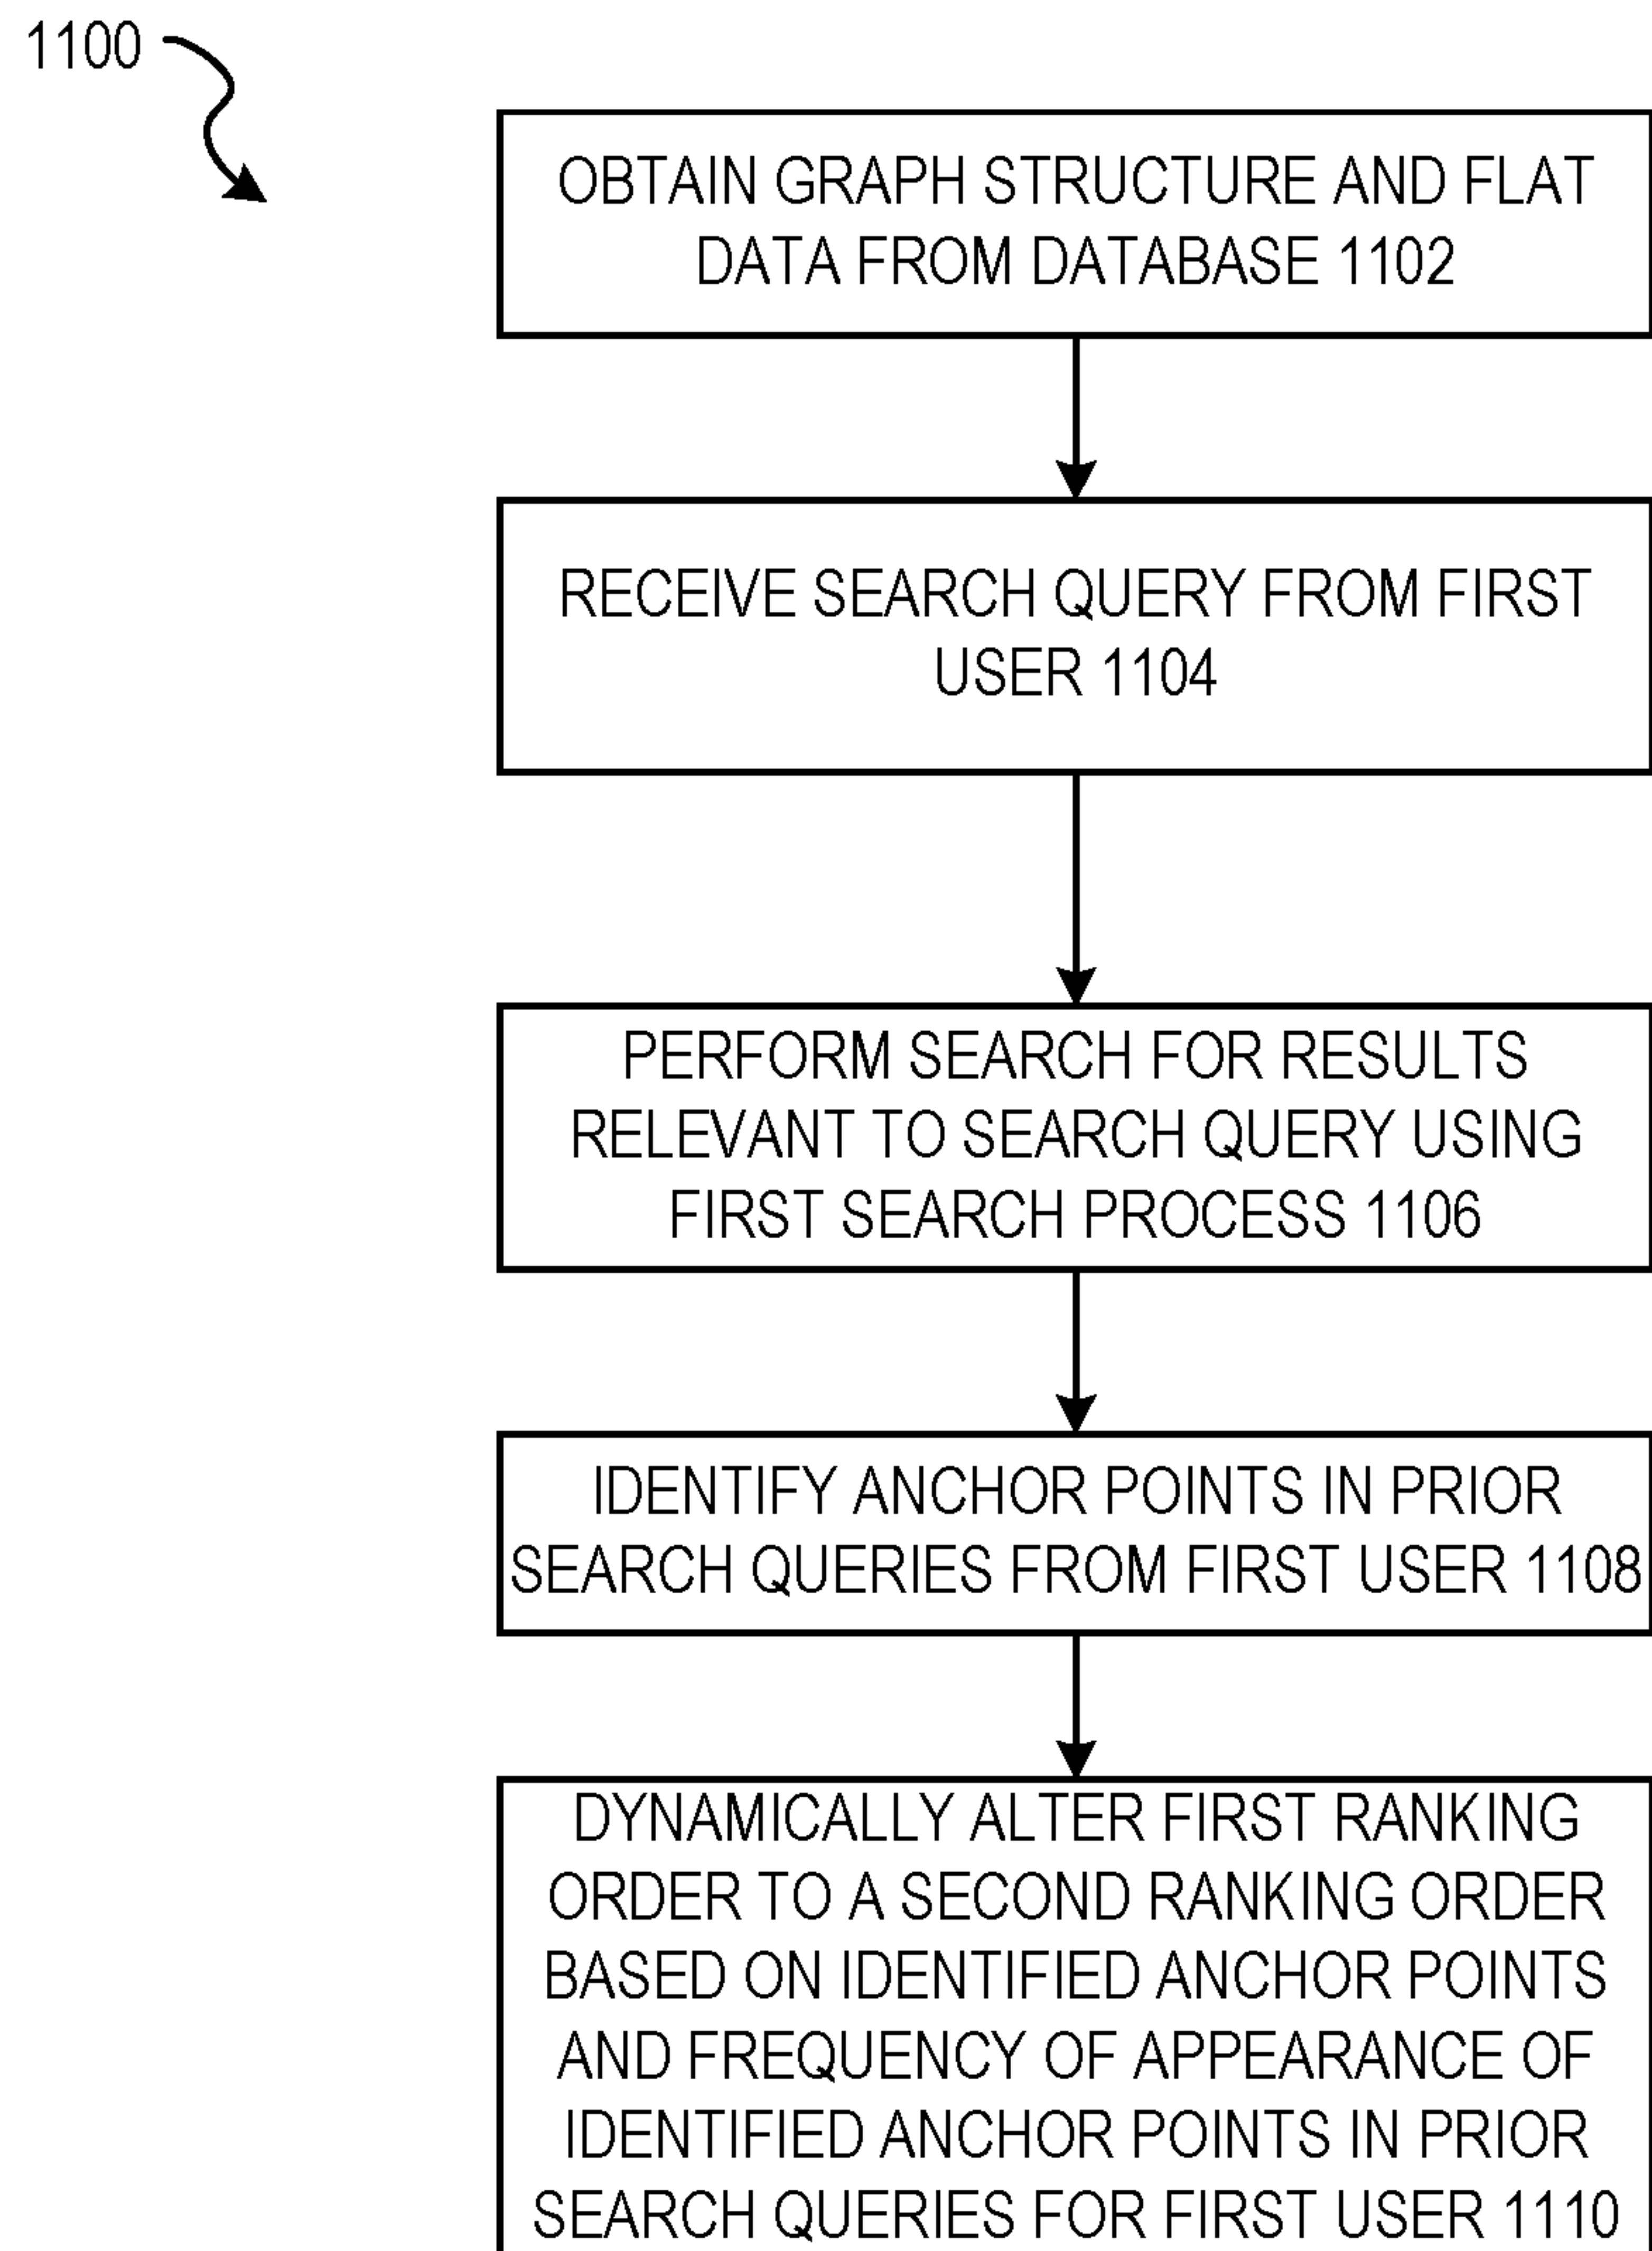 1100
OBTAIN GRAPH STRUCTURE AND FLAT
DATA FROM DATABASE 1102
RECEIVE SEARCH QUERY FROM FIRST
USER 1104
PERFORM SEARCH FOR RESULTS
RELEVANT TO SEARCH QUERY USING
FIRST SEARCH PROCESS 1106
IDENTIFY ANCHOR POINTS IN PRIOR
SEARCH QUERIES FROM FIRST USER 1108
DYNAMICALLY ALTER FIRST RANKING
ORDER TO A SECOND RANKING ORDER
BASED ON IDENTIFIED ANCHOR POINTS
AND FREQUENCY OF APPEARANCE OF
IDENTIFIED ANCHOR POINTS IN PRIOR
SEARCH QUERIES FOR FIRST USER 1110